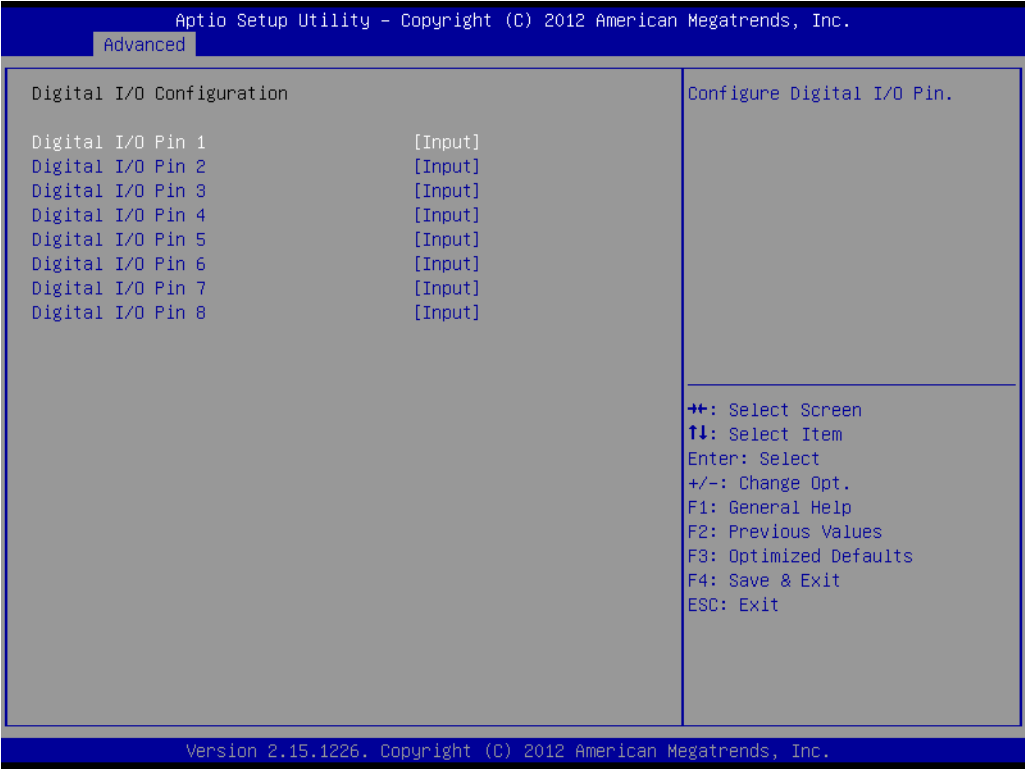 Aptio Setup Utility – Copyright (C) 2012 American Megatrends, Inc.
Advanced
Digital I/O Configuration
Digital I/O Pin 1 [Input]
Digital I/O Pin 2 [Input]
Digital I/O Pin 3 [Input]
Digital I/O Pin 4 [Input]
Digital I/O Pin 5 [Input]
Digital I/O Pin 6 [Input]
Digital I/O Pin 7 [Input]
Digital I/O Pin 8 [Input]
Configure Digital I/O Pin.
→←: Select Screen
↑↓: Select Item
Enter: Select
+/-: Change Opt.
F1: General Help
F2: Previous Values
F3: Optimized Defaults
F4: Save & Exit
ESC: Exit
Version 2.15.1226. Copyright (C) 2012 American Megatrends, Inc.